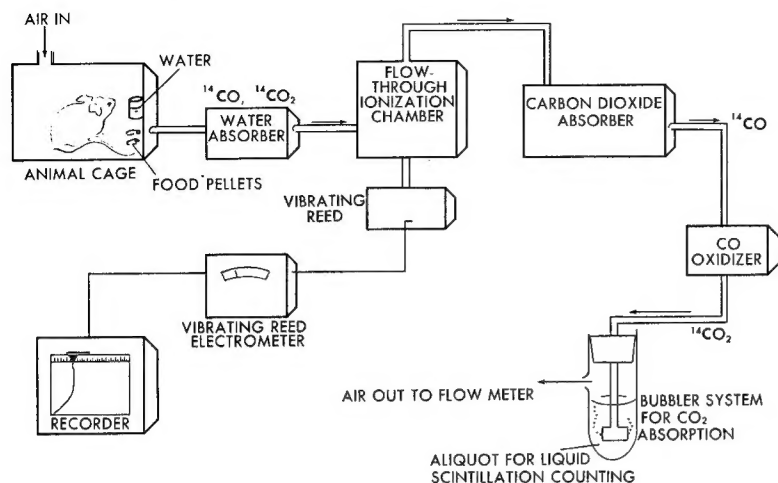 AIR IN
WATER
¹⁴CO, ¹⁴CO₂
WATER
ABSORBER
FLOW-
THROUGH
IONIZATION
CHAMBER
CARBON DIOXIDE
ABSORBER
¹⁴CO
ANIMAL CAGE
FOOD PELLETS
VIBRATING
REED
CO
OXIDIZER
VIBRATING REED
ELECTROMETER
¹⁴CO₂
RECORDER
AIR OUT TO FLOW METER
BUBBLER SYSTEM
FOR CO₂
ABSORPTION
ALIQUOT FOR LIQUID
SCINTILLATION COUNTING